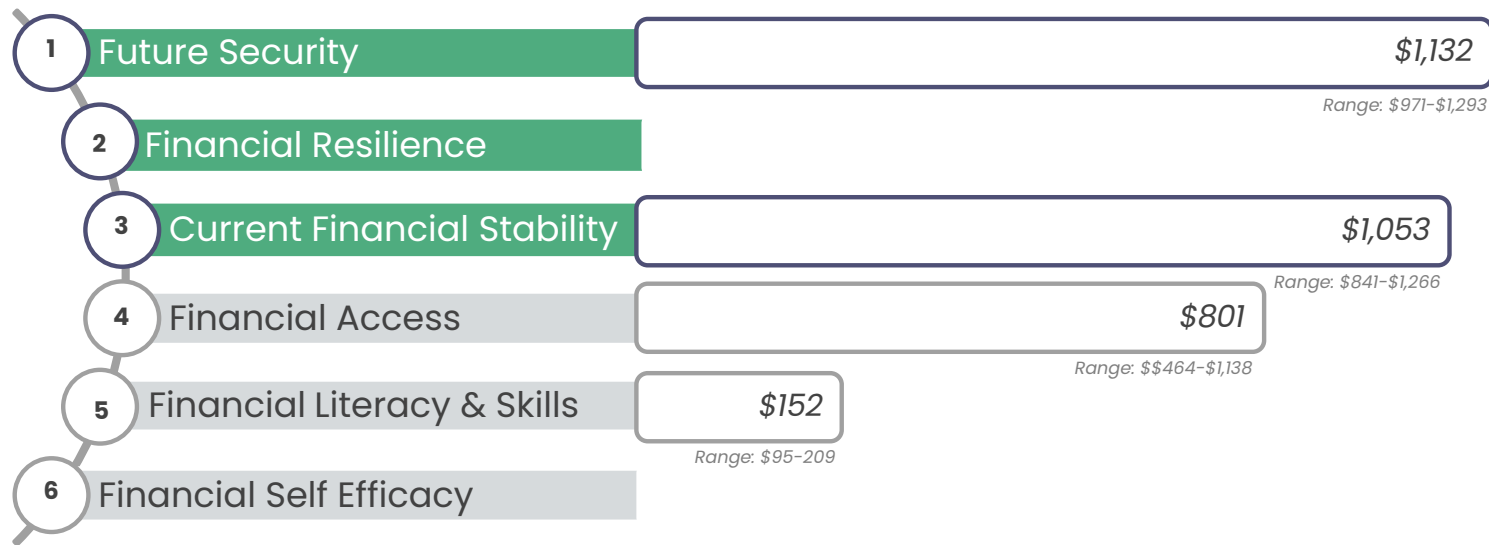 1 Future Security $1,132
Range: $971-$1,293
2 Financial Resilience
3 Current Financial Stability $1,053
Range: $841-$1,266
4 Financial Access $801
Range: $$464-$1,138
5 Financial Literacy & Skills $152
Range: $95-209
6 Financial Self Efficacy